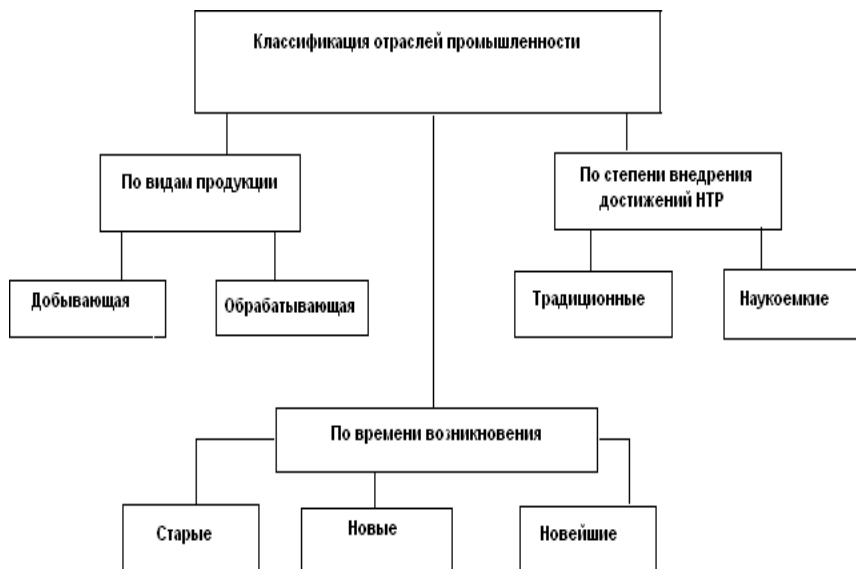 Классификация отраслей промышленности
По видам продукции
По степени внедрения
достижений НТР
Добывающая
Обрабатывающая
Традиционные
Наукоемкие
По времени возникновения
Старые
Новые
Новейшие